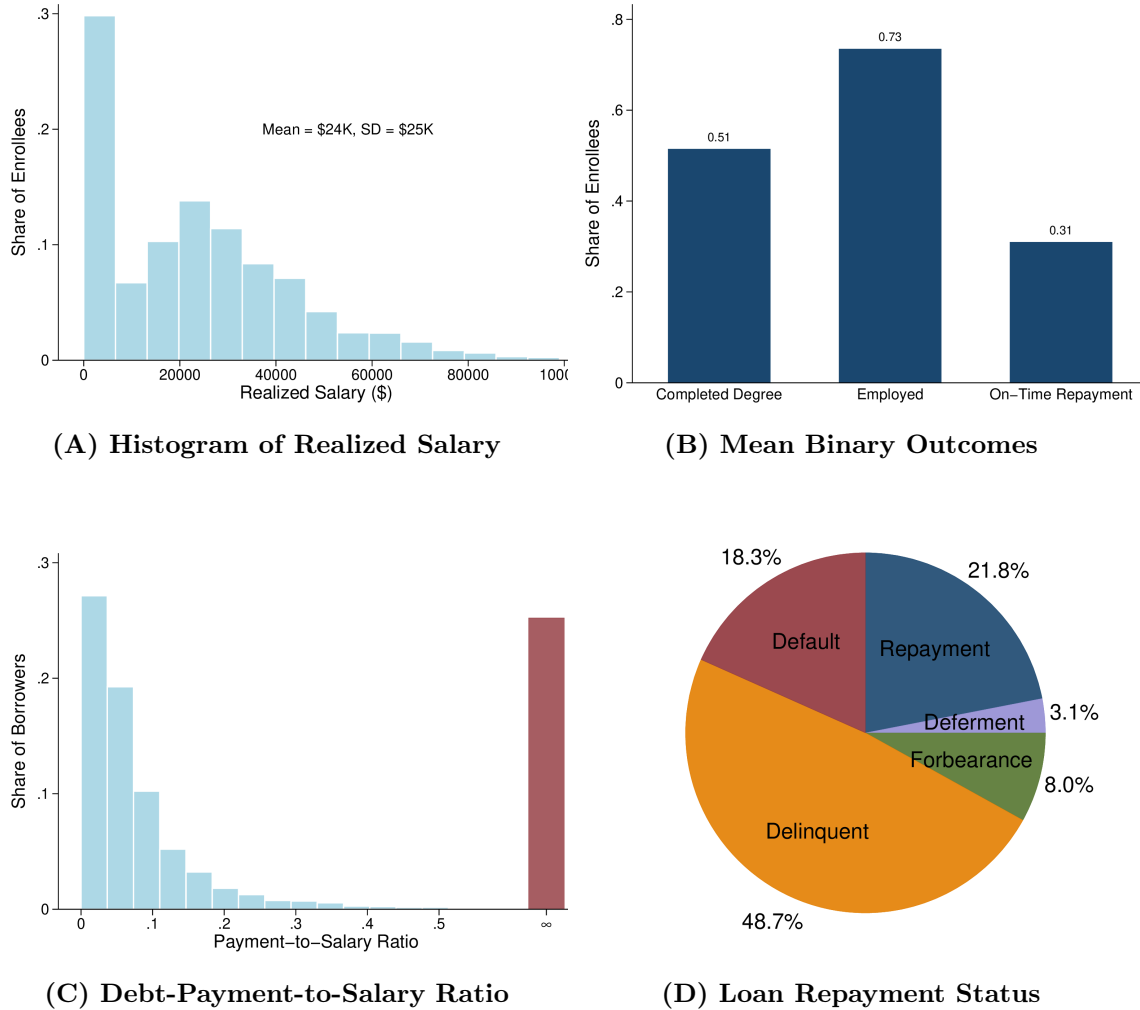 .3
.2
.1
0
Share of Enrollees
Mean = $24K, SD = $25K
0 20000 40000 60000 80000 1000
Realized Salary ($)
(A) Histogram of Realized Salary
.8
.6
.4
.2
0
Share of Enrollees
0.51
0.73
0.31
Completed Degree Employed On−Time Repayment
(B) Mean Binary Outcomes
.3
.2
.1
0
Share of Borrowers
0 .1 .2 .3 .4 .5 ∞
Payment−to−Salary Ratio
(C) Debt-Payment-to-Salary Ratio
18.3%
21.8%
Default
Repayment
3.1%
Deferment
Forbearance
8.0%
Delinquent
48.7%
(D) Loan Repayment Status